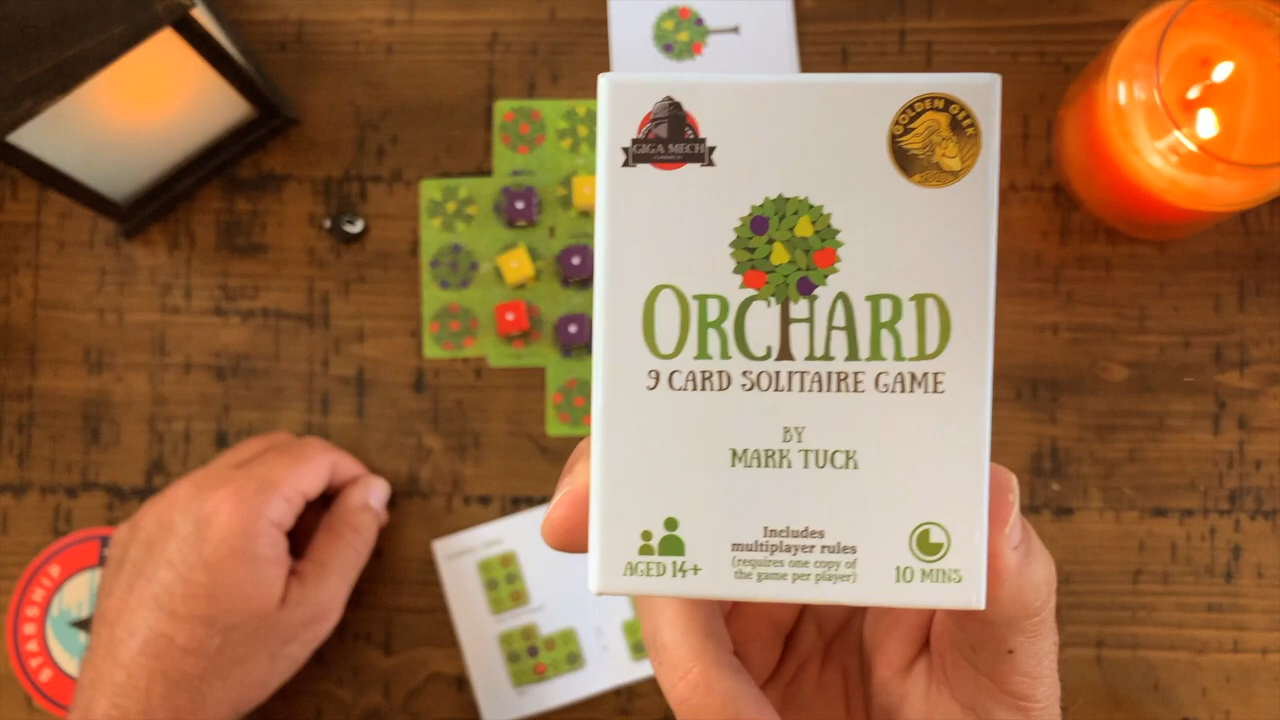 GIGA MECH
GOLDEN GEEK
ORCHARD
9 CARD SOLITAIRE GAME
BY
MARK TUCK
AGED 14+
Includes
multiplayer rules
(requires one copy of
the game per player)
10 MINS
STARSHIP